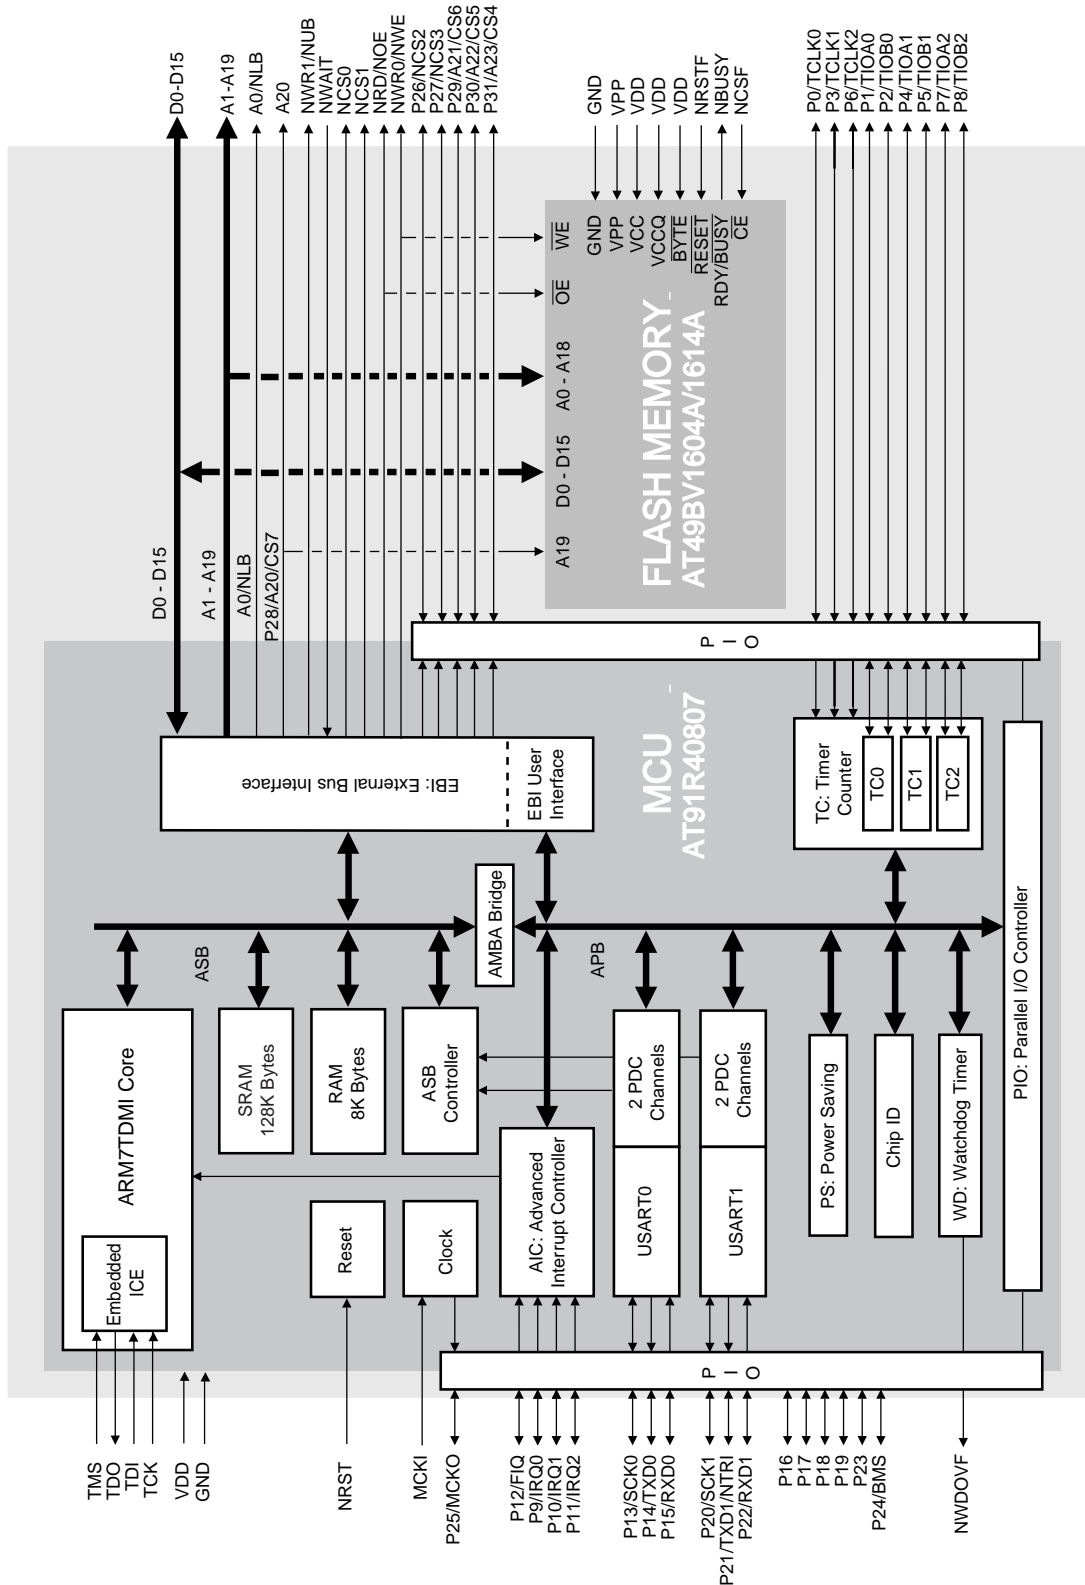 TMS
TDO
TDI
TCK
VDD
GND
NRST
MCKI
P25/MCKO
P12/FIQ
P9/IRQ0
P10/IRQ1
P11/IRQ2
P13/SCK0
P14/TXD0
P15/RXD0
P20/SCK1
P21/TXD1/NTRI
P22/RXD1
P16
P17
P18
P19
P23
P24/BMS
NWDOVF
P
I
O
Embedded
ICE
ARM7TDMI Core
Reset
Clock
AIC: Advanced
Interrupt Controller
USART0
USART1
SRAM
128K Bytes
RAM
8K Bytes
ASB
Controller
2 PDC
Channels
2 PDC
Channels
PS: Power Saving
Chip ID
WD: Watchdog Timer
PIO: Parallel I/O Controller
ASB
AMBA Bridge
APB
EBI: External Bus Interface
EBI User
Interface
MCU
AT91R40807
TC: Timer
Counter
TC0
TC1
TC2
P
I
O
D0 - D15
A1 - A19
A0/NLB
P28/A20/CS7
A19
D0 - D15
A0 - A18
OE
WE
FLASH MEMORY
AT49BV1604A/1614A
GND
VPP
VCC
VCCQ
BYTE
RESET
RDY/BUSY
CE
D0-D15
A1-A19
A0/NLB
A20
NWR1/NUB
NWAIT
NCS0
NCS1
NRD/NOE
NWR0/NWE
P26/NCS2
P27/NCS3
P29/A21/CS6
P30/A22/CS5
P31/A23/CS4
GND
VPP
VDD
VDD
VDD
NRSTF
NBUSY
NCSF
P0/TCLK0
P3/TCLK1
P6/TCLK2
P1/TIOA0
P2/TIOB0
P4/TIOA1
P5/TIOB1
P7/TIOA2
P8/TIOB2